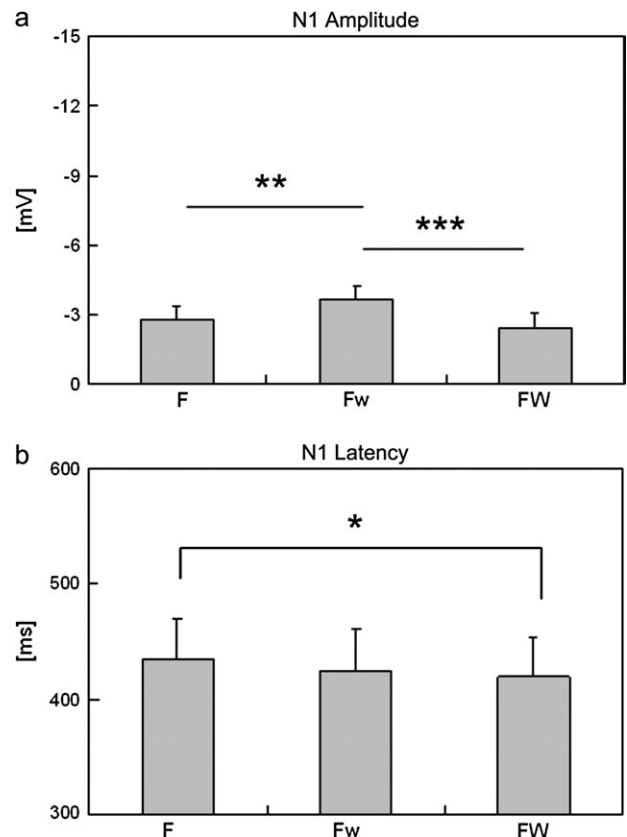 a
N1 Amplitude
-15
-12
-9
-6
-3
0
[mV]
**
***
F Fw FW
b
N1 Latency
600
500
400
300
[ms]
*
F Fw FW